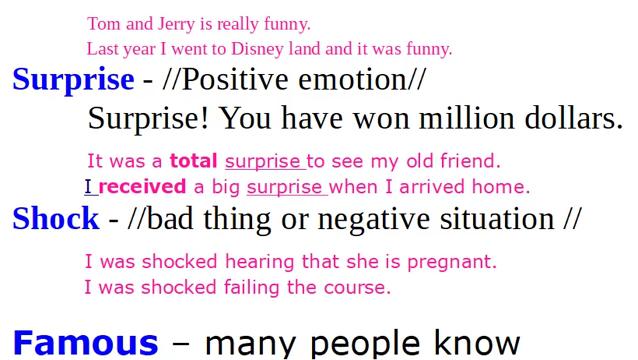 Tom and Jerry is really funny.
Last year I went to Disney land and it was funny.
Surprise - //Positive emotion//
Surprise! You have won million dollars.
It was a total surprise to see my old friend.
I received a big surprise when I arrived home.
Shock - //bad thing or negative situation //
I was shocked hearing that she is pregnant.
I was shocked failing the course.
Famous – many people know